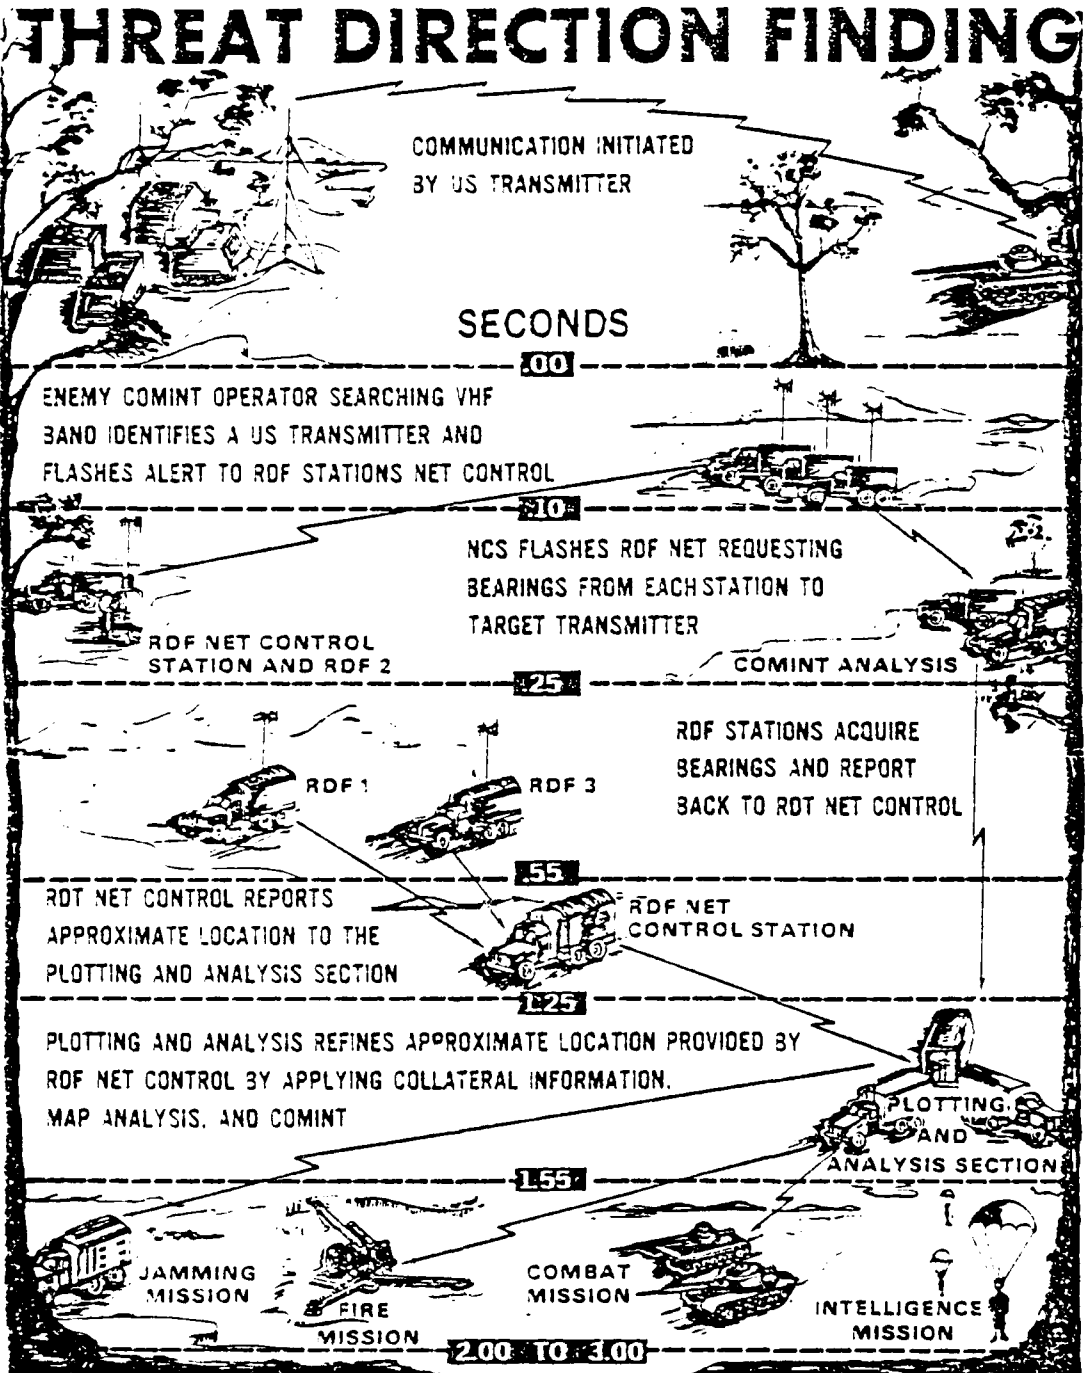 THREAT DIRECTION FINDING
COMMUNICATION INITIATED
BY US TRANSMITTER
SECONDS
.00
ENEMY COMINT OPERATOR SEARCHING VHF
BAND IDENTIFIES A US TRANSMITTER AND
FLASHES ALERT TO RDF STATIONS NET CONTROL
.10
NCS FLASHES RDF NET REQUESTING
BEARINGS FROM EACH STATION TO
TARGET TRANSMITTER
RDF NET CONTROL
STATION AND RDF 2
COMINT ANALYSIS
.25
RDF STATIONS ACQUIRE
BEARINGS AND REPORT
BACK TO RDT NET CONTROL
RDF 1
RDF 3
.55
RDT NET CONTROL REPORTS
APPROXIMATE LOCATION TO THE
PLOTTING AND ANALYSIS SECTION
RDF NET
CONTROL STATION
1.25
PLOTTING AND ANALYSIS REFINES APPROXIMATE LOCATION PROVIDED BY
RDF NET CONTROL BY APPLYING COLLATERAL INFORMATION,
MAP ANALYSIS, AND COMINT
PLOTTING
AND
ANALYSIS SECTION
1.55
JAMMING
MISSION
FIRE
MISSION
COMBAT
MISSION
INTELLIGENCE
MISSION
2.00 TO 3.00